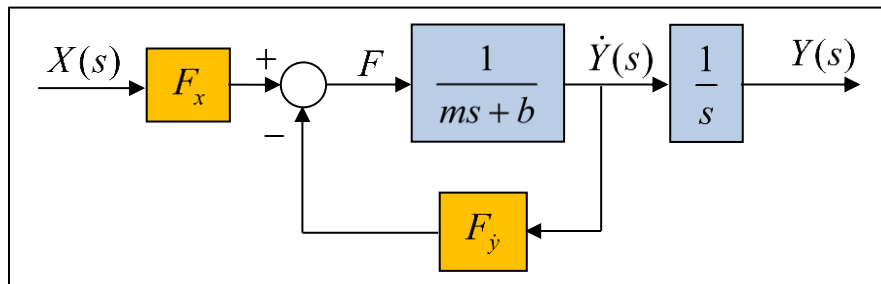 X(s)
F_x
+
−
F
1
ms + b
Ẏ(s)
1
s
Y(s)
F_ẏ